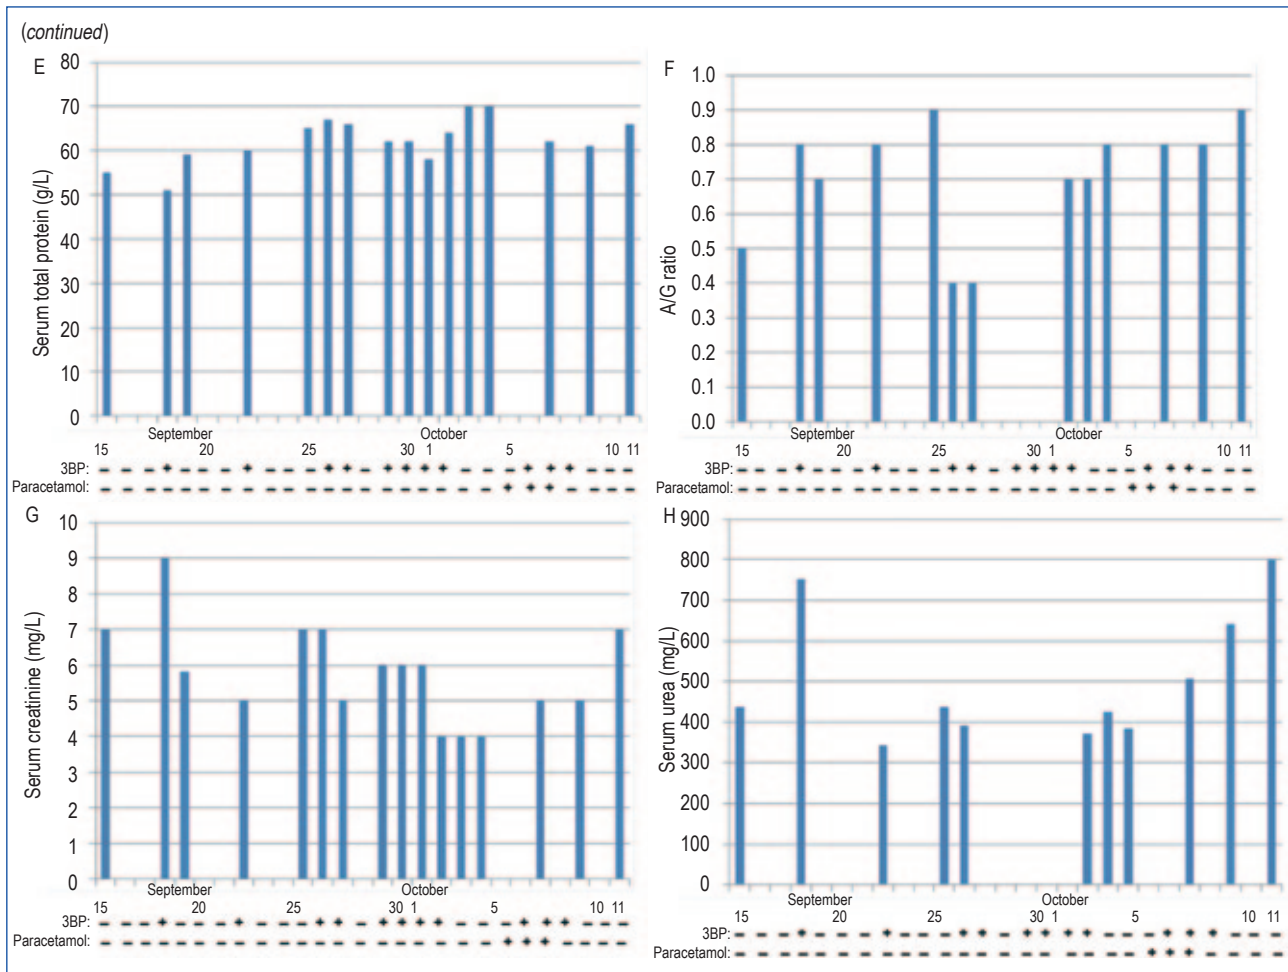 (continued)
E
80
70
60
50
40
30
20
10
0
Serum total protein (g/L)
September
October
15
20
25
30
1
5
10
11
3BP: – – – + – – – + – – – + + – + + + + – – – + + + – – –
Paracetamol: – – – – – – – – – – – – – – – – – – – – + + + – – – –
F
1.0
0.9
0.8
0.7
0.6
0.5
0.4
0.3
0.2
0.1
0.0
A/G ratio
September
October
15
20
25
30
1
5
10
11
3BP: – – – + – – – + – – – + + – + + + + – – – + + + – – –
Paracetamol: – – – – – – – – – – – – – – – – – – – – + + + – – – –
G
10
9
8
7
6
5
4
3
2
1
0
Serum creatinine (mg/L)
September
October
15
20
25
30
1
5
10
11
3BP: – – – + – – – + – – – + + – + + + + – – – + + + – – –
Paracetamol: – – – – – – – – – – – – – – – – – – – – + + + – – – –
H
900
800
700
600
500
400
300
200
100
0
Serum urea (mg/L)
September
October
15
20
25
30
1
5
10
11
3BP: – – – + – – – + – – – + + – + + + + – – – + + + – – –
Paracetamol: – – – – – – – – – – – – – – – – – – – – + + + – – – –